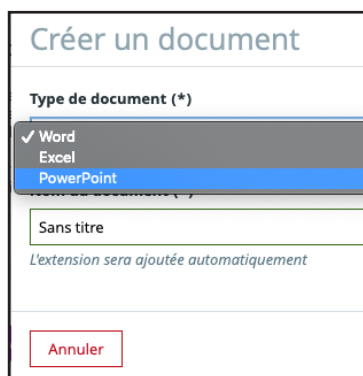 Créer un document
Type de document (*)
✓ Word
Excel
PowerPoint
Sans titre
L'extension sera ajoutée automatiquement
Annuler